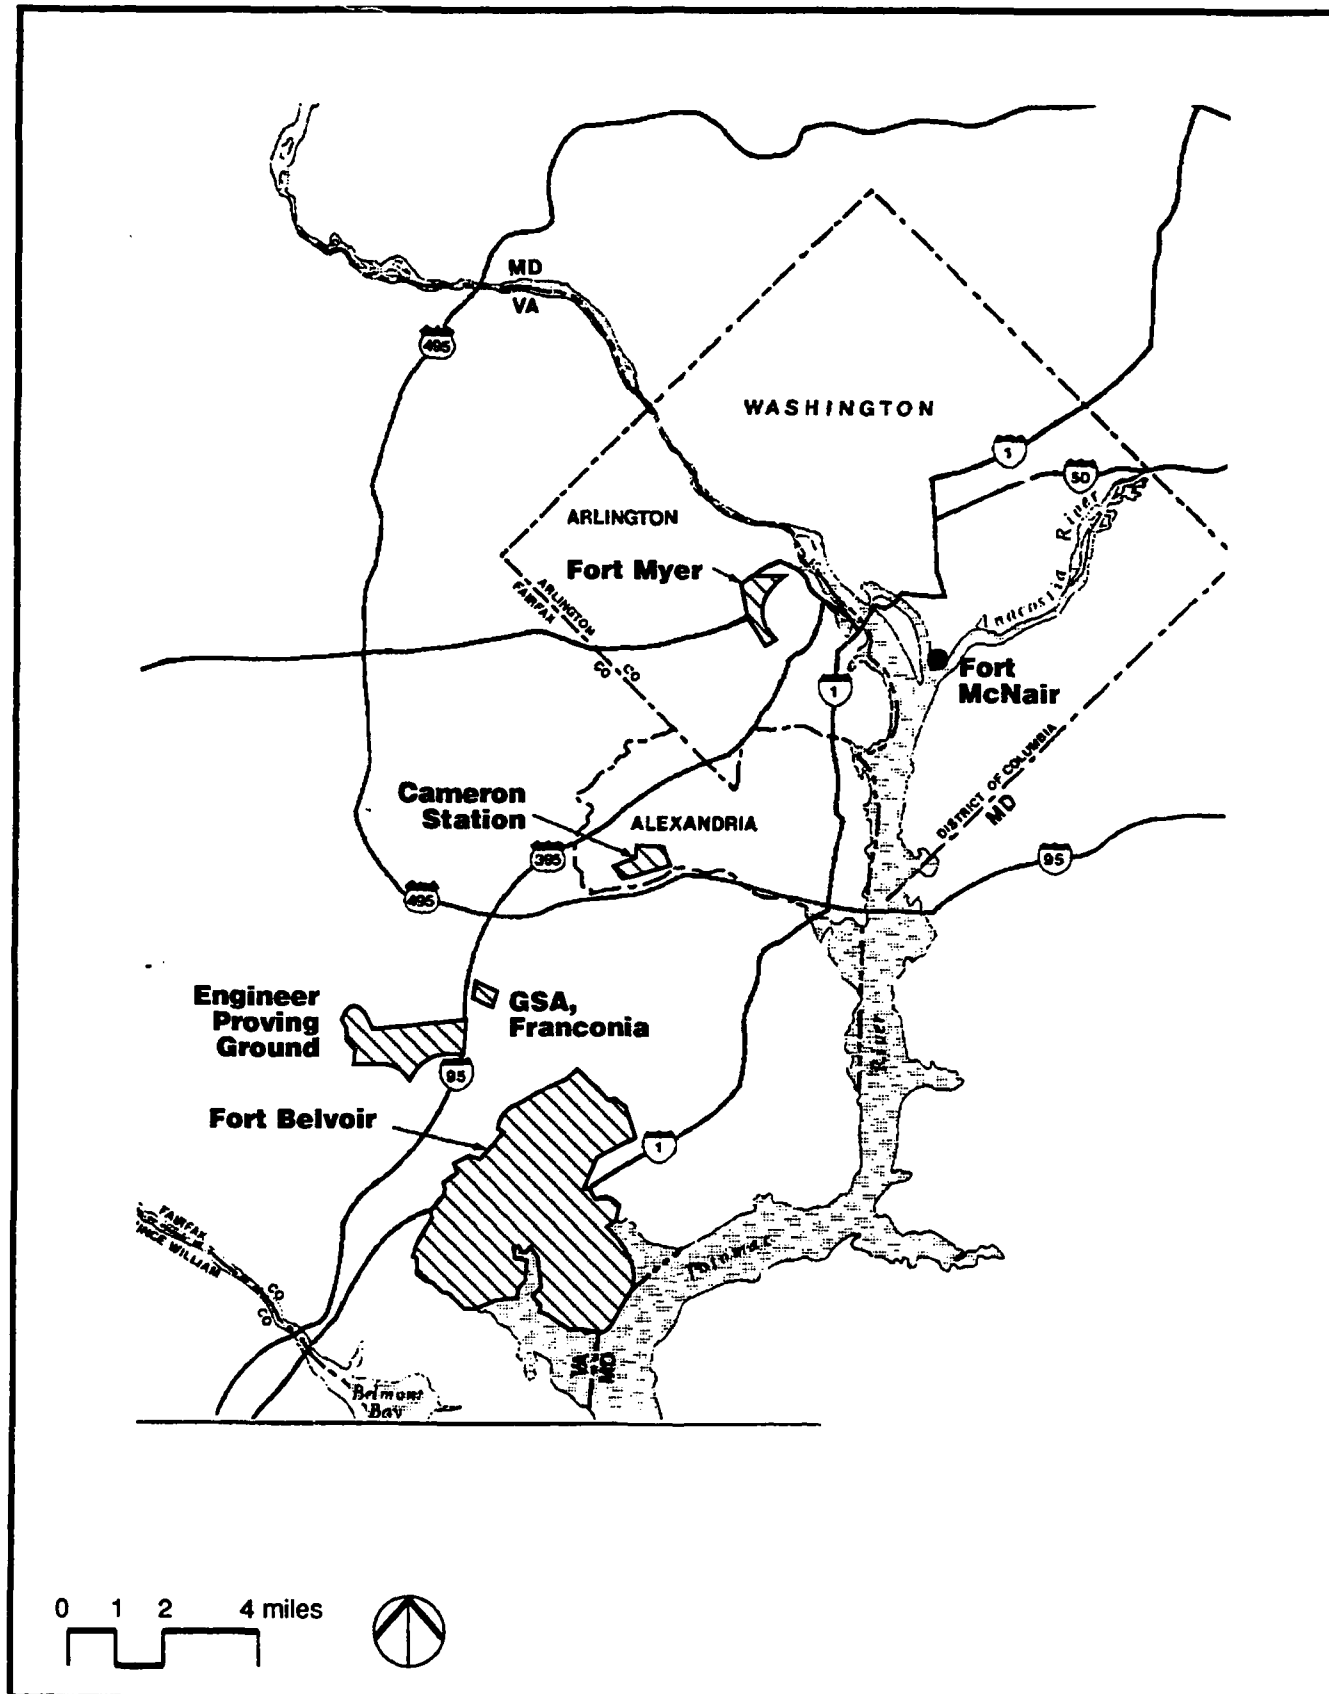 MD
VA
495
WASHINGTON
1
50
ARLINGTON
River
Fort Myer
ARLINGTON
FAIRFAX
Anacostia
CO
CO
Fort
McNair
1
DISTRICT OF COLUMBIA
MD
Cameron
Station
ALEXANDRIA
395
95
495
Engineer
Proving
Ground
GSA,
Franconia
River
95
Fort Belvoir
1
FAIRFAX
WILLIAM
CO
CO
Potomac
VA
MD
Belmont
Bay
0 1 2 4 miles